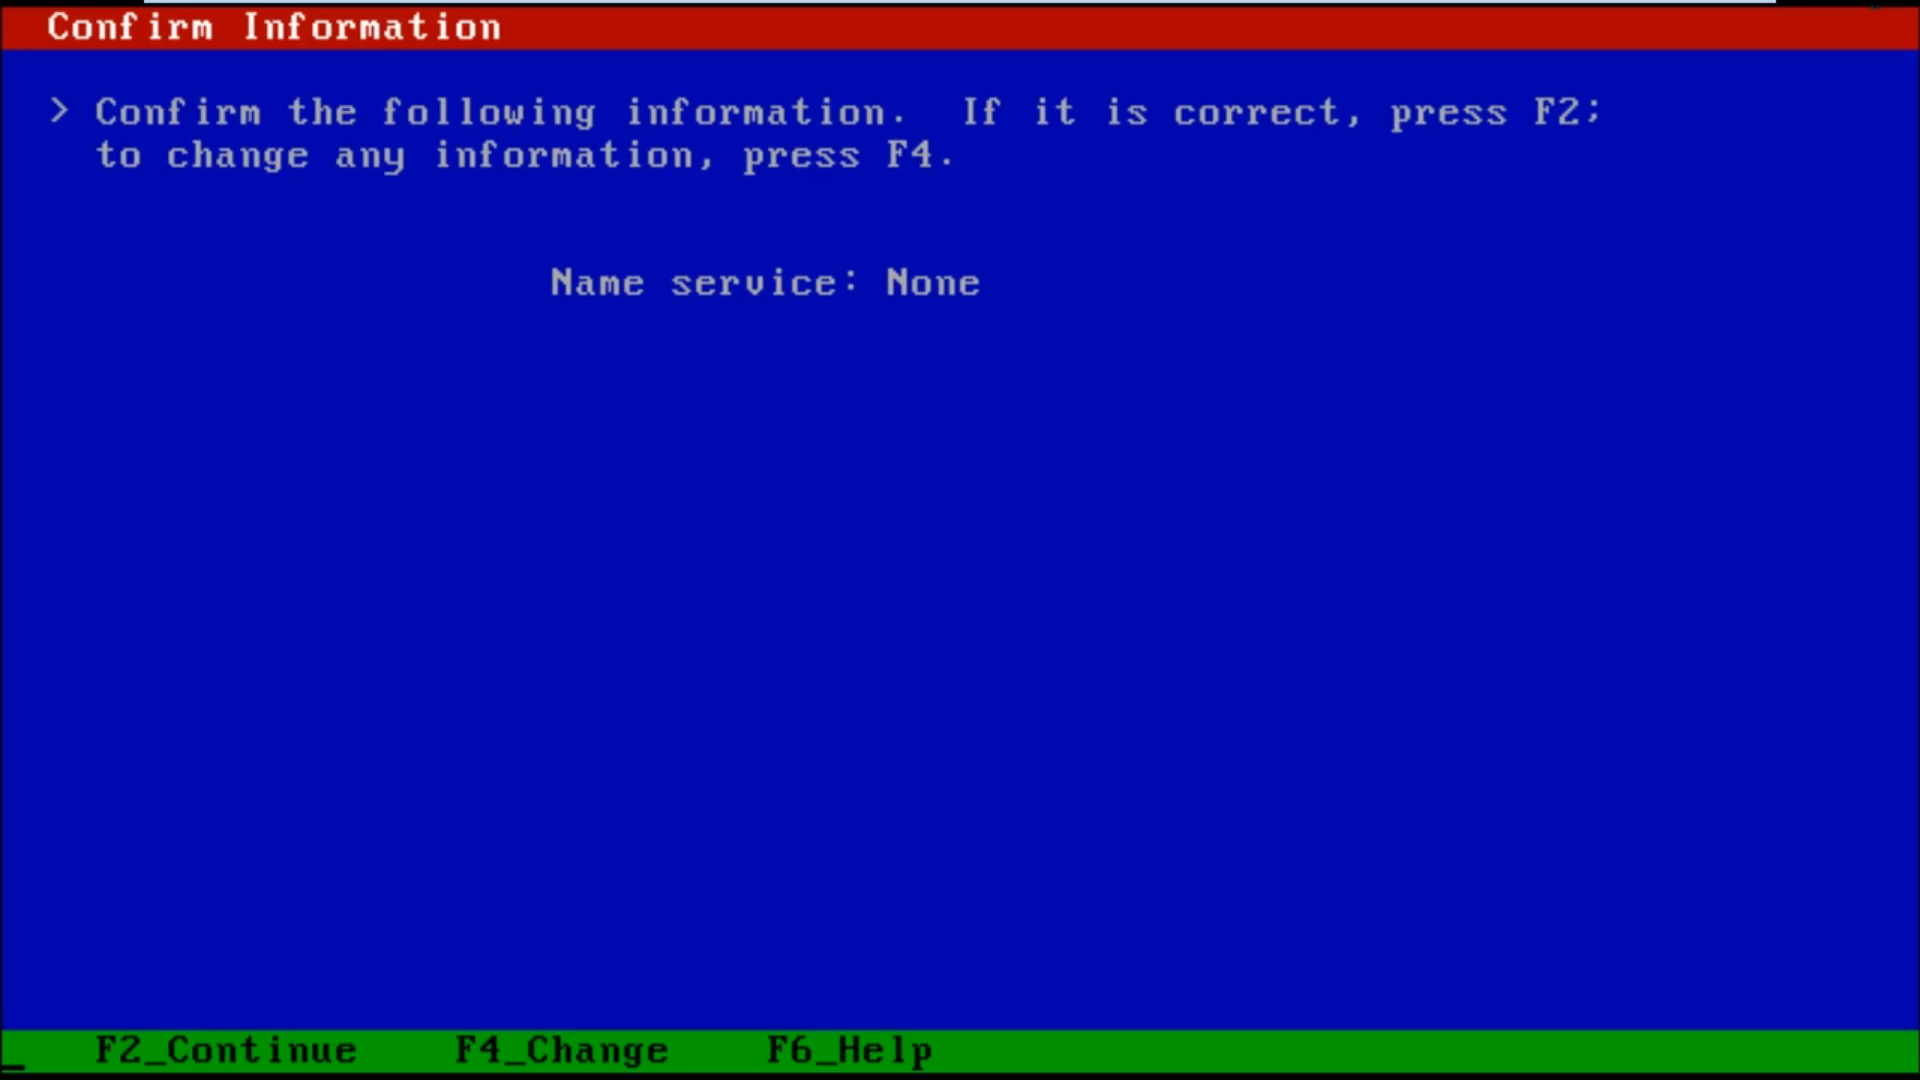 Confirm Information
> Confirm the following information.  If it is correct, press F2;
to change any information, press F4.
Name service: None
F2_Continue    F4_Change    F6_Help